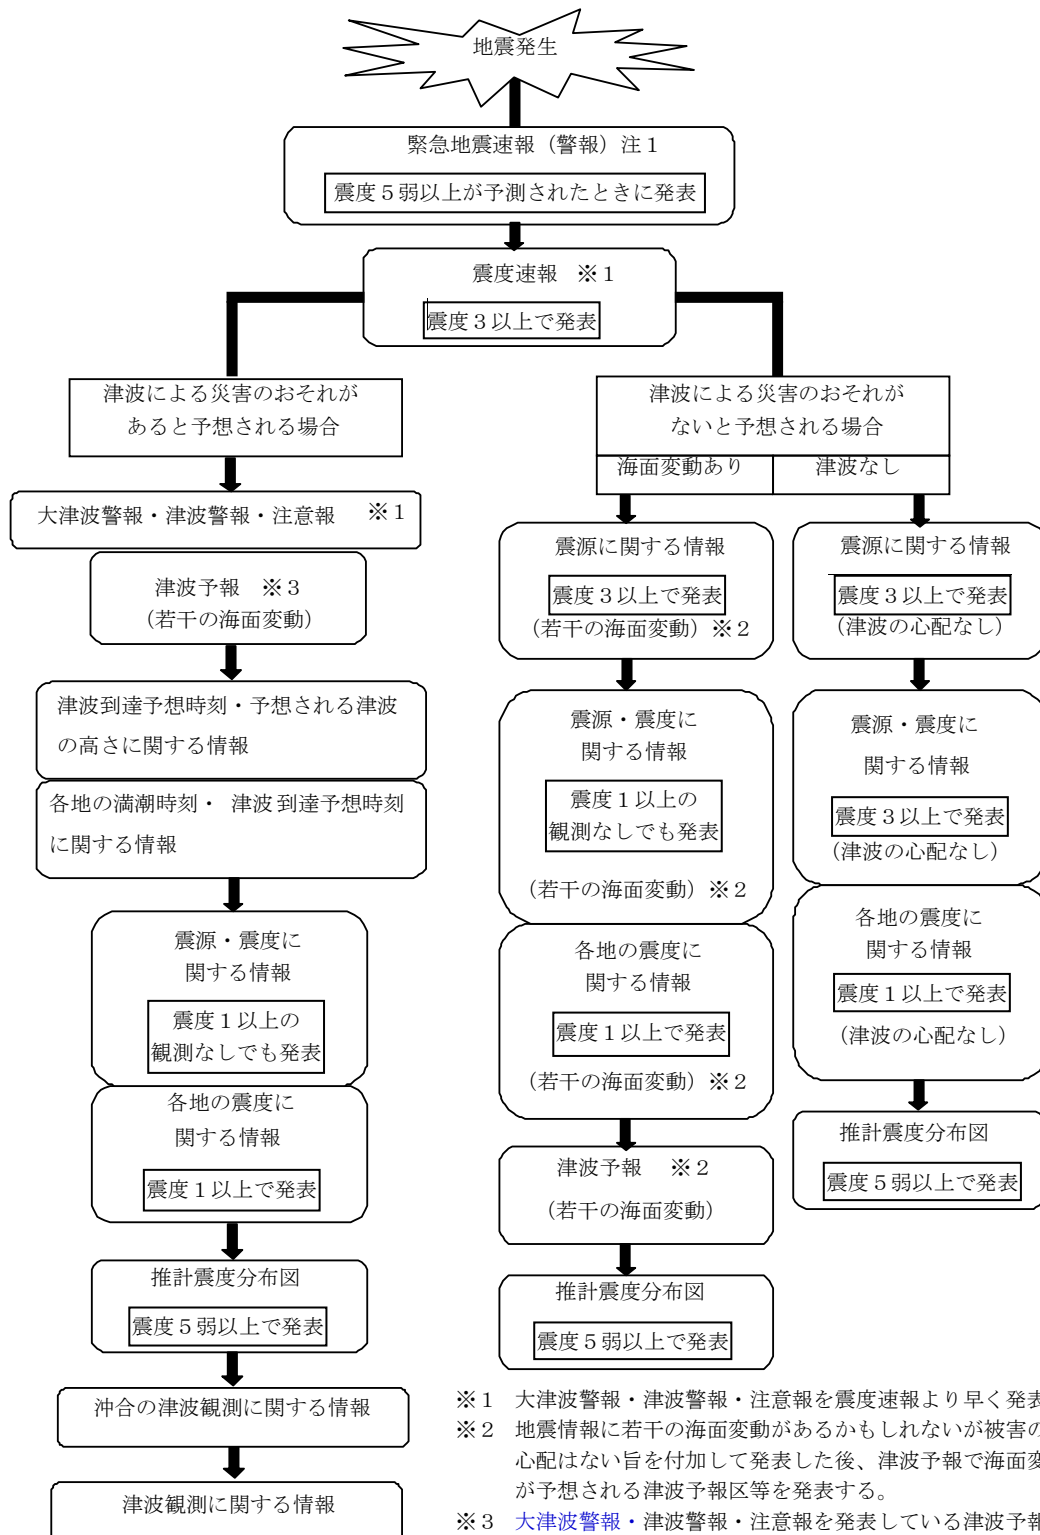 地震発生
緊急地震速報（警報）注１
震度５弱以上が予測されたときに発表
震度速報　※１
震度３以上で発表
津波による災害のおそれが
あると予想される場合
大津波警報・津波警報・注意報　※１
津波予報　※３
（若干の海面変動）
津波到達予想時刻・予想される津波
の高さに関する情報
各地の満潮時刻・ 津波到達予想時刻
に関する情報
震源・震度に
関する情報
震度１以上の
観測なしでも発表
各地の震度に
関する情報
震度１以上で発表
推計震度分布図
震度５弱以上で発表
沖合の津波観測に関する情報
津波観測に関する情報
津波による災害のおそれが
ないと予想される場合
海面変動あり
震源に関する情報
震度３以上で発表
（若干の海面変動）※２
震源・震度に
関する情報
震度１以上の
観測なしでも発表
（若干の海面変動）※２
各地の震度に
関する情報
震度１以上で発表
（若干の海面変動）※２
津波予報　※２
（若干の海面変動）
推計震度分布図
震度５弱以上で発表
津波なし
震源に関する情報
震度３以上で発表
（津波の心配なし）
震源・震度に
関する情報
震度３以上で発表
（津波の心配なし）
各地の震度に
関する情報
震度１以上で発表
（津波の心配なし）
推計震度分布図
震度５弱以上で発表
※１　大津波警報・津波警報・注意報を震度速報より早く発表
※２　地震情報に若干の海面変動があるかもしれないが被害の
心配はない旨を付加して発表した後、津波予報で海面変
が予想される津波予報区等を発表する。
※３　大津波警報・津波警報・注意報を発表している津波予報